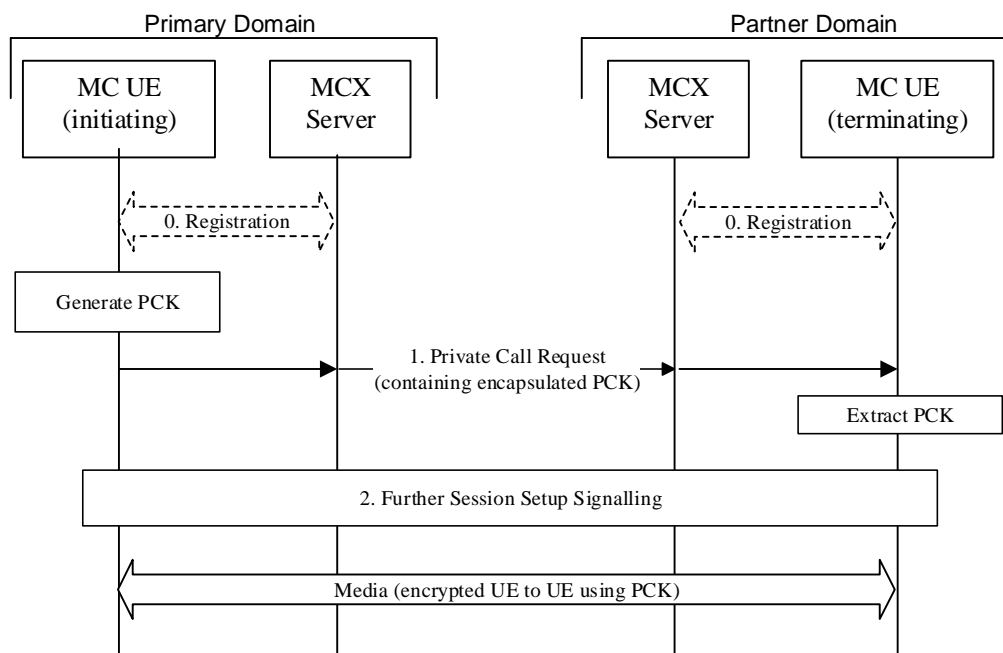 Primary Domain
Partner Domain
MC UE
(initiating)
MCX
Server
MCX
Server
MC UE
(terminating)
0. Registration
0. Registration
Generate PCK
1. Private Call Request
(containing encapsulated PCK)
Extract PCK
2. Further Session Setup Signalling
Media (encrypted UE to UE using PCK)